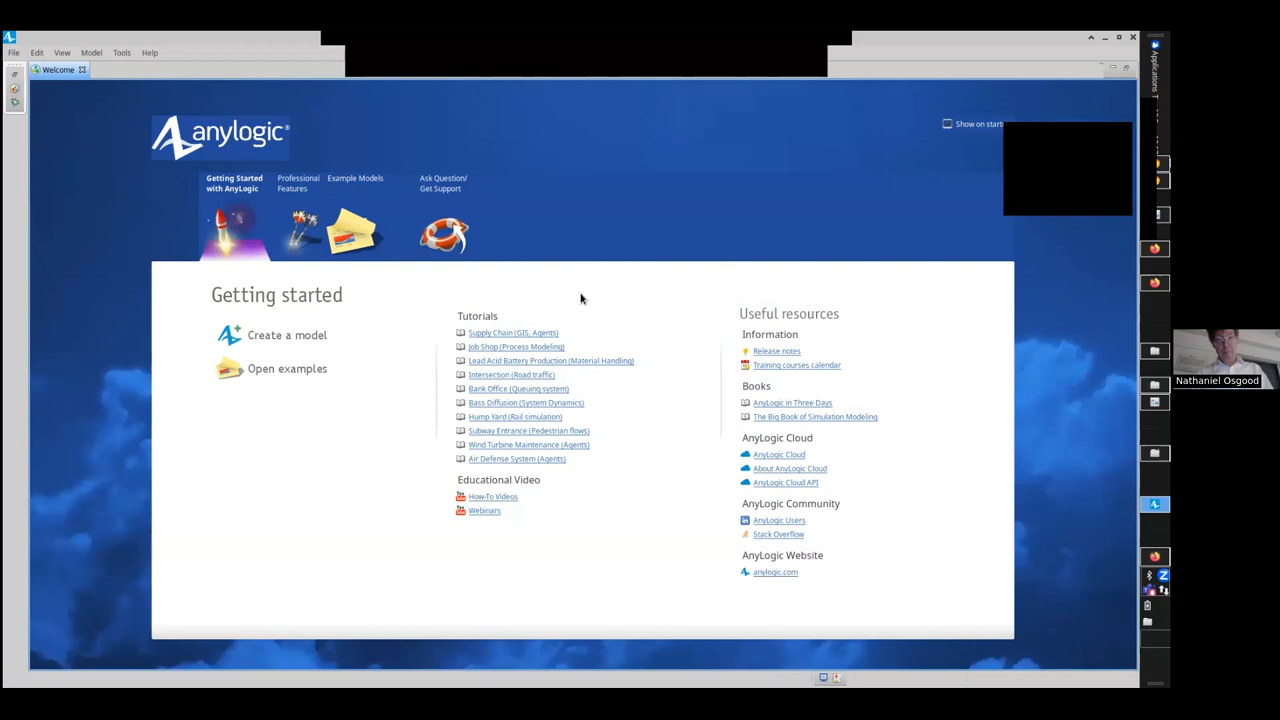 File Edit View Model Tools Help
Welcome
anylogic®
Show on start
Getting Started
with AnyLogic
Professional
Features
Example Models
Ask Question/
Get Support
Getting started
Create a model
Open examples
Tutorials
Supply Chain (GIS, Agents)
Job Shop (Process Modeling)
Lead Acid Battery Production (Material Handling)
Intersection (Road traffic)
Bank Office (Queuing system)
Bass Diffusion (System Dynamics)
Hump Yard (Rail simulation)
Subway Entrance (Pedestrian flows)
Wind Turbine Maintenance (Agents)
Air Defense System (Agents)
Educational Video
How-To Videos
Webinars
Useful resources
Information
Release notes
Training courses calendar
Books
AnyLogic in Three Days
The Big Book of Simulation Modeling
AnyLogic Cloud
AnyLogic Cloud
About AnyLogic Cloud
AnyLogic Cloud API
AnyLogic Community
AnyLogic Users
Stack Overflow
AnyLogic Website
anylogic.com
Applications
Nathaniel Osgood